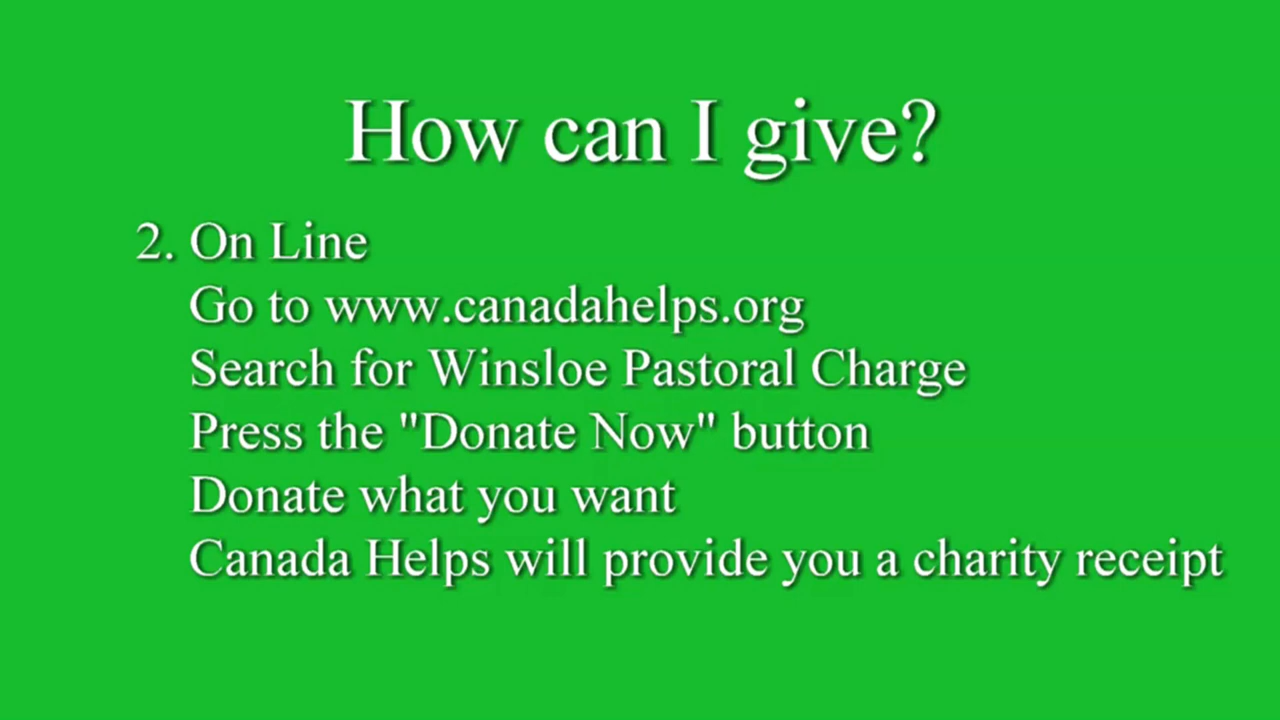 How can I give?
2. On Line
Go to www.canadahelps.org
Search for Winsloe Pastoral Charge
Press the "Donate Now" button
Donate what you want
Canada Helps will provide you a charity receipt